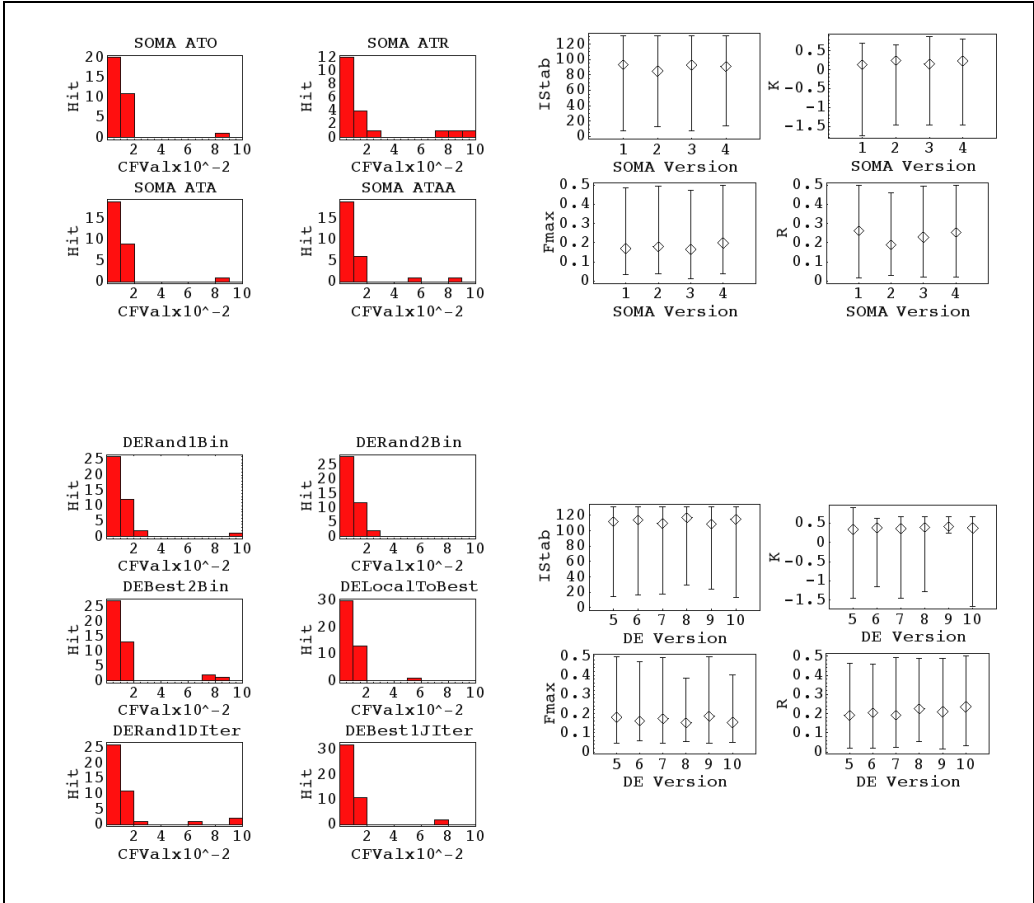 SOMA ATO
Hit
20
15
10
5
0
2 4 6 8 10
CFValx10^-2
SOMA ATR
Hit
12
10
8
6
4
2
0
2 4 6 8 10
CFValx10^-2
SOMA ATA
Hit
15
10
5
0
2 4 6 8 10
CFValx10^-2
SOMA ATAA
Hit
15
10
5
0
2 4 6 8 10
CFValx10^-2
IStab
120
100
80
60
40
20
0
1 2 3 4
SOMA Version
K
0.5
0
-0.5
-1
-1.5
1 2 3 4
SOMA Version
Fmax
0.5
0.4
0.3
0.2
0.1
0
1 2 3 4
SOMA Version
R
0.5
0.4
0.3
0.2
0.1
0
1 2 3 4
SOMA Version
DERand1Bin
Hit
25
20
15
10
5
0
2 4 6 8 10
CFValx10^-2
DERand2Bin
Hit
25
20
15
10
5
0
2 4 6 8 10
CFValx10^-2
DEBest2Bin
Hit
25
20
15
10
5
0
2 4 6 8 10
CFValx10^-2
DELocalToBest
Hit
30
20
10
0
2 4 6 8 10
CFValx10^-2
DERand1DIter
Hit
25
20
15
10
5
0
2 4 6 8 10
CFValx10^-2
DEBest1JIter
Hit
30
20
10
0
2 4 6 8 10
CFValx10^-2
IStab
120
100
80
60
40
20
0
5 6 7 8 9 10
DE Version
K
0.5
0
-0.5
-1
-1.5
5 6 7 8 9 10
DE Version
Fmax
0.5
0.4
0.3
0.2
0.1
0
5 6 7 8 9 10
DE Version
R
0.5
0.4
0.3
0.2
0.1
0
5 6 7 8 9 10
DE Version